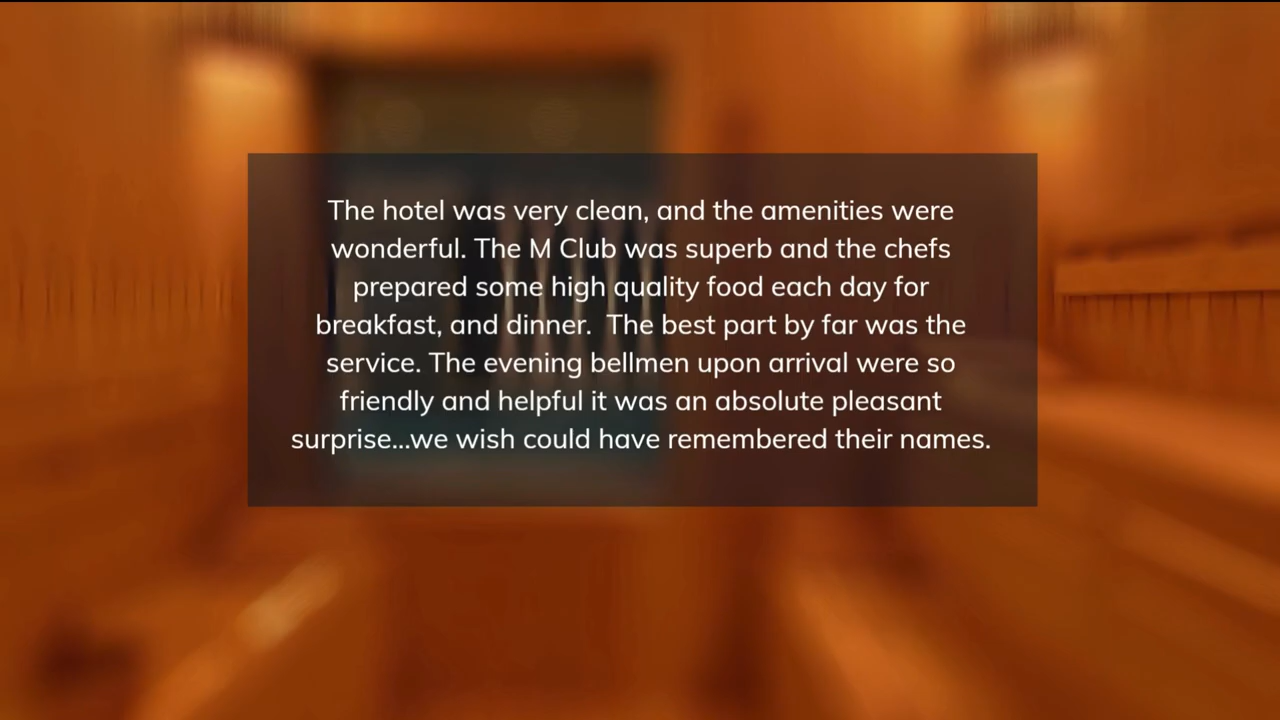 The hotel was very clean, and the amenities were
wonderful. The M Club was superb and the chefs
prepared some high quality food each day for
breakfast, and dinner.  The best part by far was the
service. The evening bellmen upon arrival were so
friendly and helpful it was an absolute pleasant
surprise...we wish could have remembered their names.